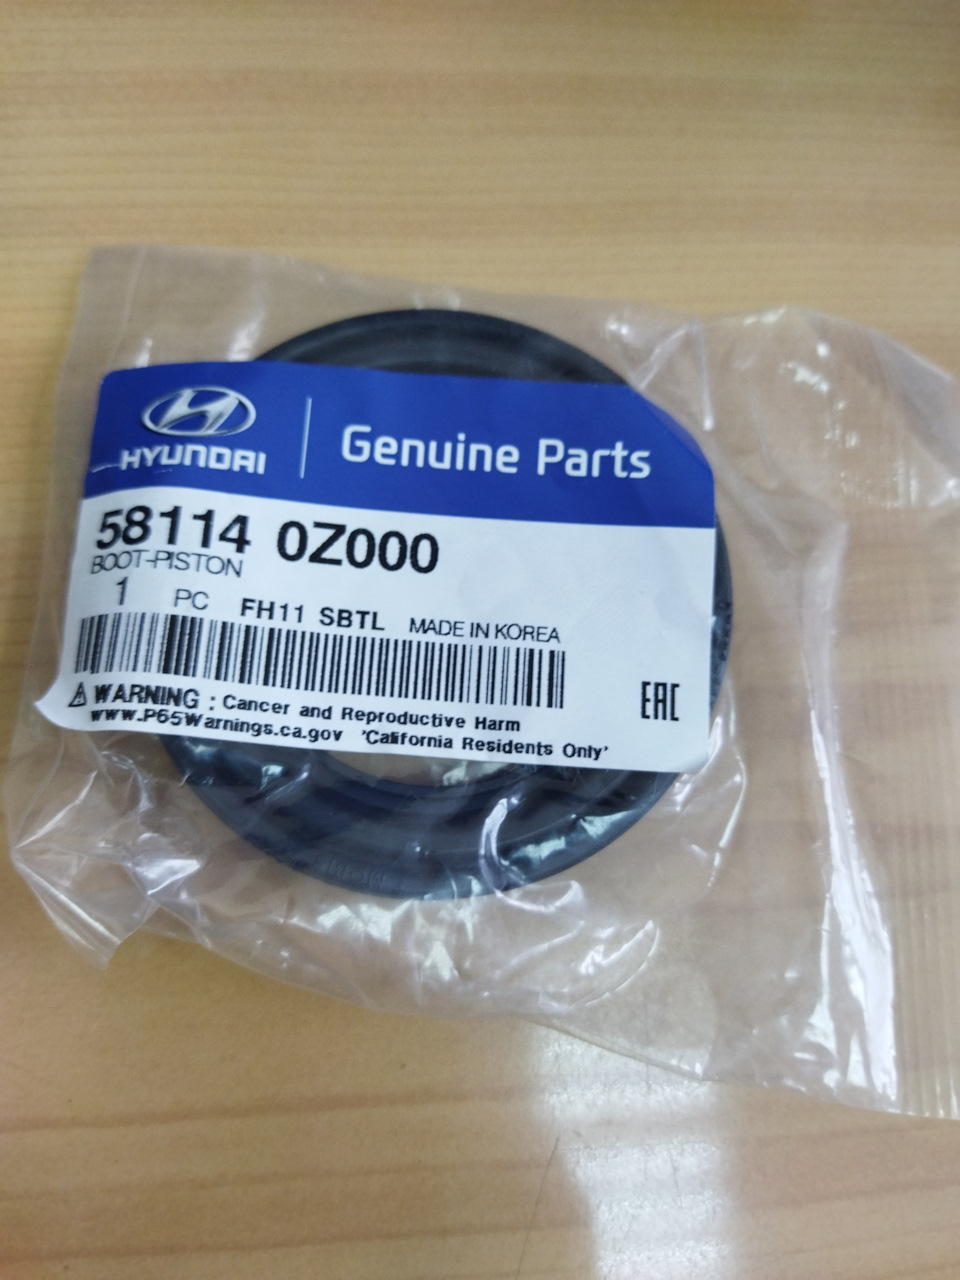 HYUNDAI
Genuine Parts
58114 0Z000
BOOT-PISTON
1 PC FH11 SBTL MADE IN KOREA
WARNING : Cancer and Reproductive Harm
www.P65Warnings.ca.gov 'California Residents Only'
EAC